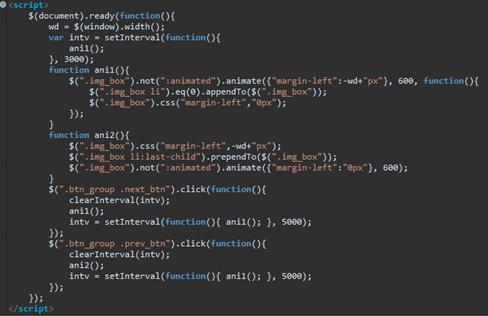 <script>
$(document).ready(function(){
wd = $(window).width();
var intv = setInterval(function(){
ani1();
}, 3000);
function ani1(){
$(".img_box").not(":animated").animate({"margin-left":-wd+"px"}, 600, function(){
$(".img_box li").eq(0).appendTo($(".img_box"));
$(".img_box").css("margin-left","0px");
});
}
function ani2(){
$(".img_box").css("margin-left",-wd+"px");
$(".img_box li:last-child").prependTo($(".img_box"));
$(".img_box").not(":animated").animate({"margin-left":"0px"}, 600);
}
$(".btn_group .next_btn").click(function(){
clearInterval(intv);
ani1();
intv = setInterval(function(){ ani1(); }, 5000);
});
$(".btn_group .prev_btn").click(function(){
clearInterval(intv);
ani2();
intv = setInterval(function(){ ani1(); }, 5000);
});
});
</script>